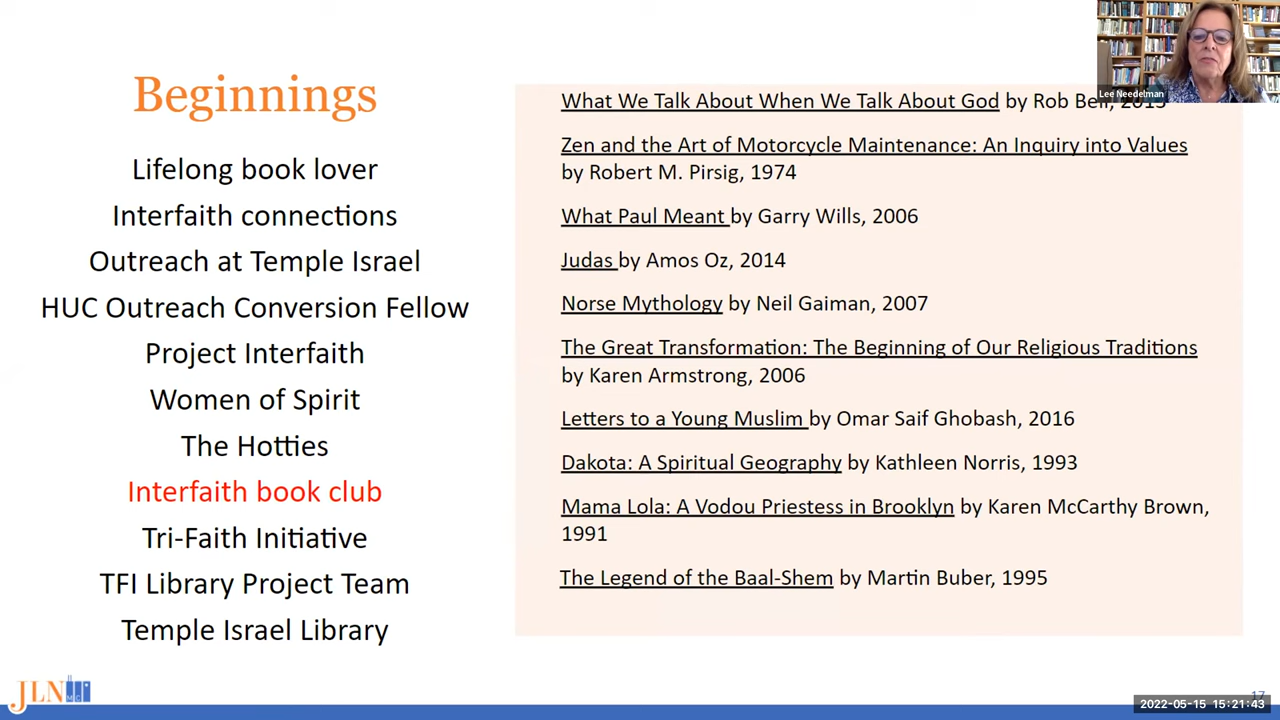 Beginnings
Lifelong book lover
Interfaith connections
Outreach at Temple Israel
HUC Outreach Conversion Fellow
Project Interfaith
Women of Spirit
The Hotties
Interfaith book club
Tri-Faith Initiative
TFI Library Project Team
Temple Israel Library
What We Talk About When We Talk About God by Rob Bell, 2013
Zen and the Art of Motorcycle Maintenance: An Inquiry into Values
by Robert M. Pirsig, 1974
What Paul Meant by Garry Wills, 2006
Judas by Amos Oz, 2014
Norse Mythology by Neil Gaiman, 2007
The Great Transformation: The Beginning of Our Religious Traditions
by Karen Armstrong, 2006
Letters to a Young Muslim by Omar Saif Ghobash, 2016
Dakota: A Spiritual Geography by Kathleen Norris, 1993
Mama Lola: A Vodou Priestess in Brooklyn by Karen McCarthy Brown,
1991
The Legend of the Baal-Shem by Martin Buber, 1995
Lee Needelman
JLN
17
2022-05-15 15:21:43